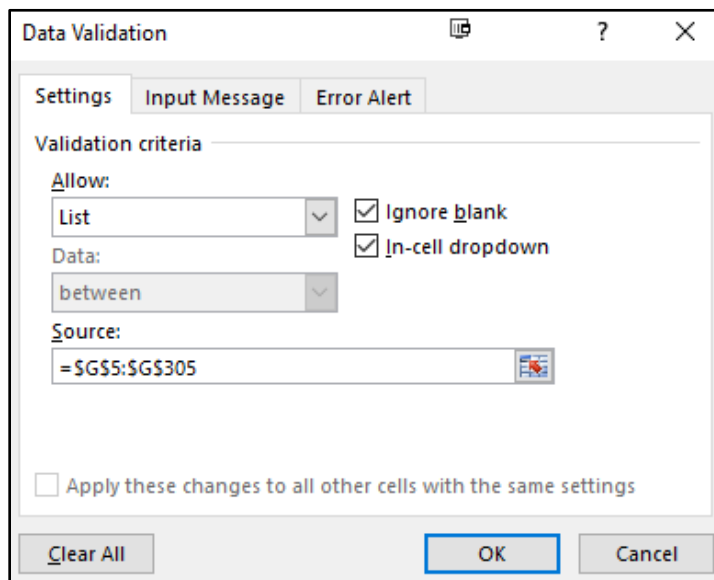 Data Validation ?
Settings Input Message Error Alert
Validation criteria
Allow:
List
Ignore blank
In-cell dropdown
Data:
between
Source:
=$G$5:$G$305
Apply these changes to all other cells with the same settings
Clear All OK Cancel